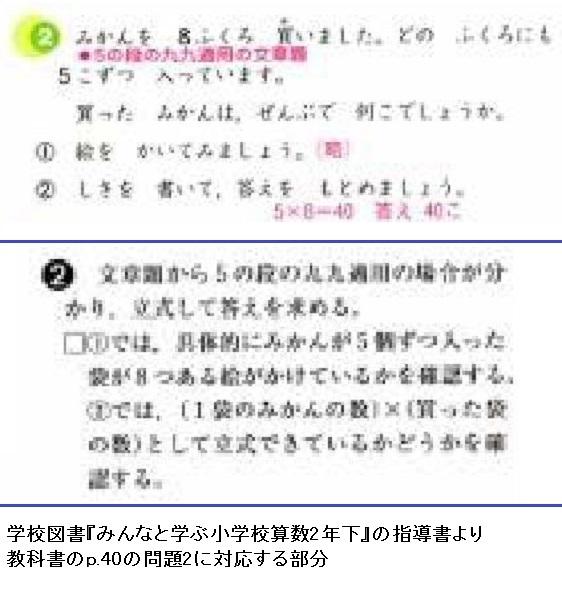 2 みかんを 8ふくろ 買いました。どの ふくろにも
●5の段の九九適用の文章題
5こずつ 入っています。
買った みかんは,ぜんぶで 何こでしょうか。
① 絵を かいてみましょう。(略)
② しきを 書いて,答えを もとめましょう。
5×8=40 答え 40こ
❷ 文章題から5の段の九九適用の場合が分
かり,立式して答えを求める。
□①では,具体的にみかんが5個ずつ入った
袋が8つある絵がかけているかを確認する。
②では,(1袋のみかんの数)×(買った袋
の数)として立式できているかどうかを確
認する。
学校図書『みんなと学ぶ小学校算数2年下』の指導書より
教科書のp.40の問題2に対応する部分